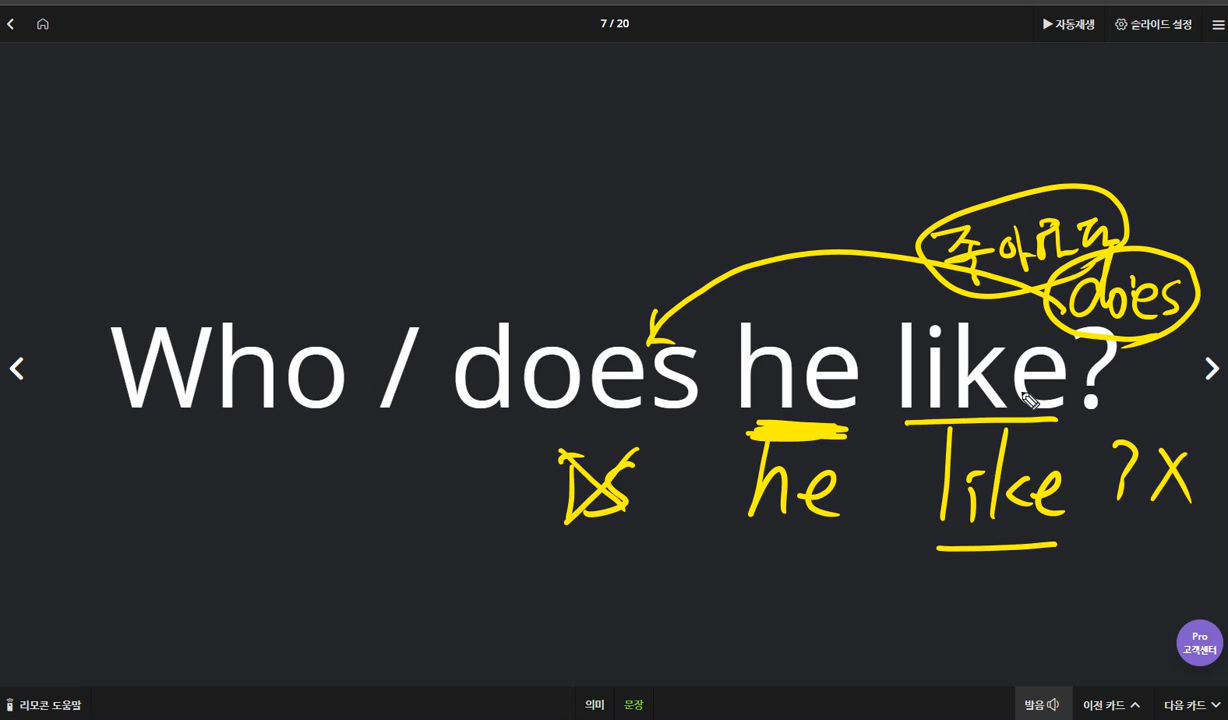 7 / 20
▶ 자동재생
슬라이드 설정
좋아한다
does
Who / does he like?
he like ? X
Pro
고객센터
리모콘 도움말
의미
문장
발음
이전 카드
다음 카드